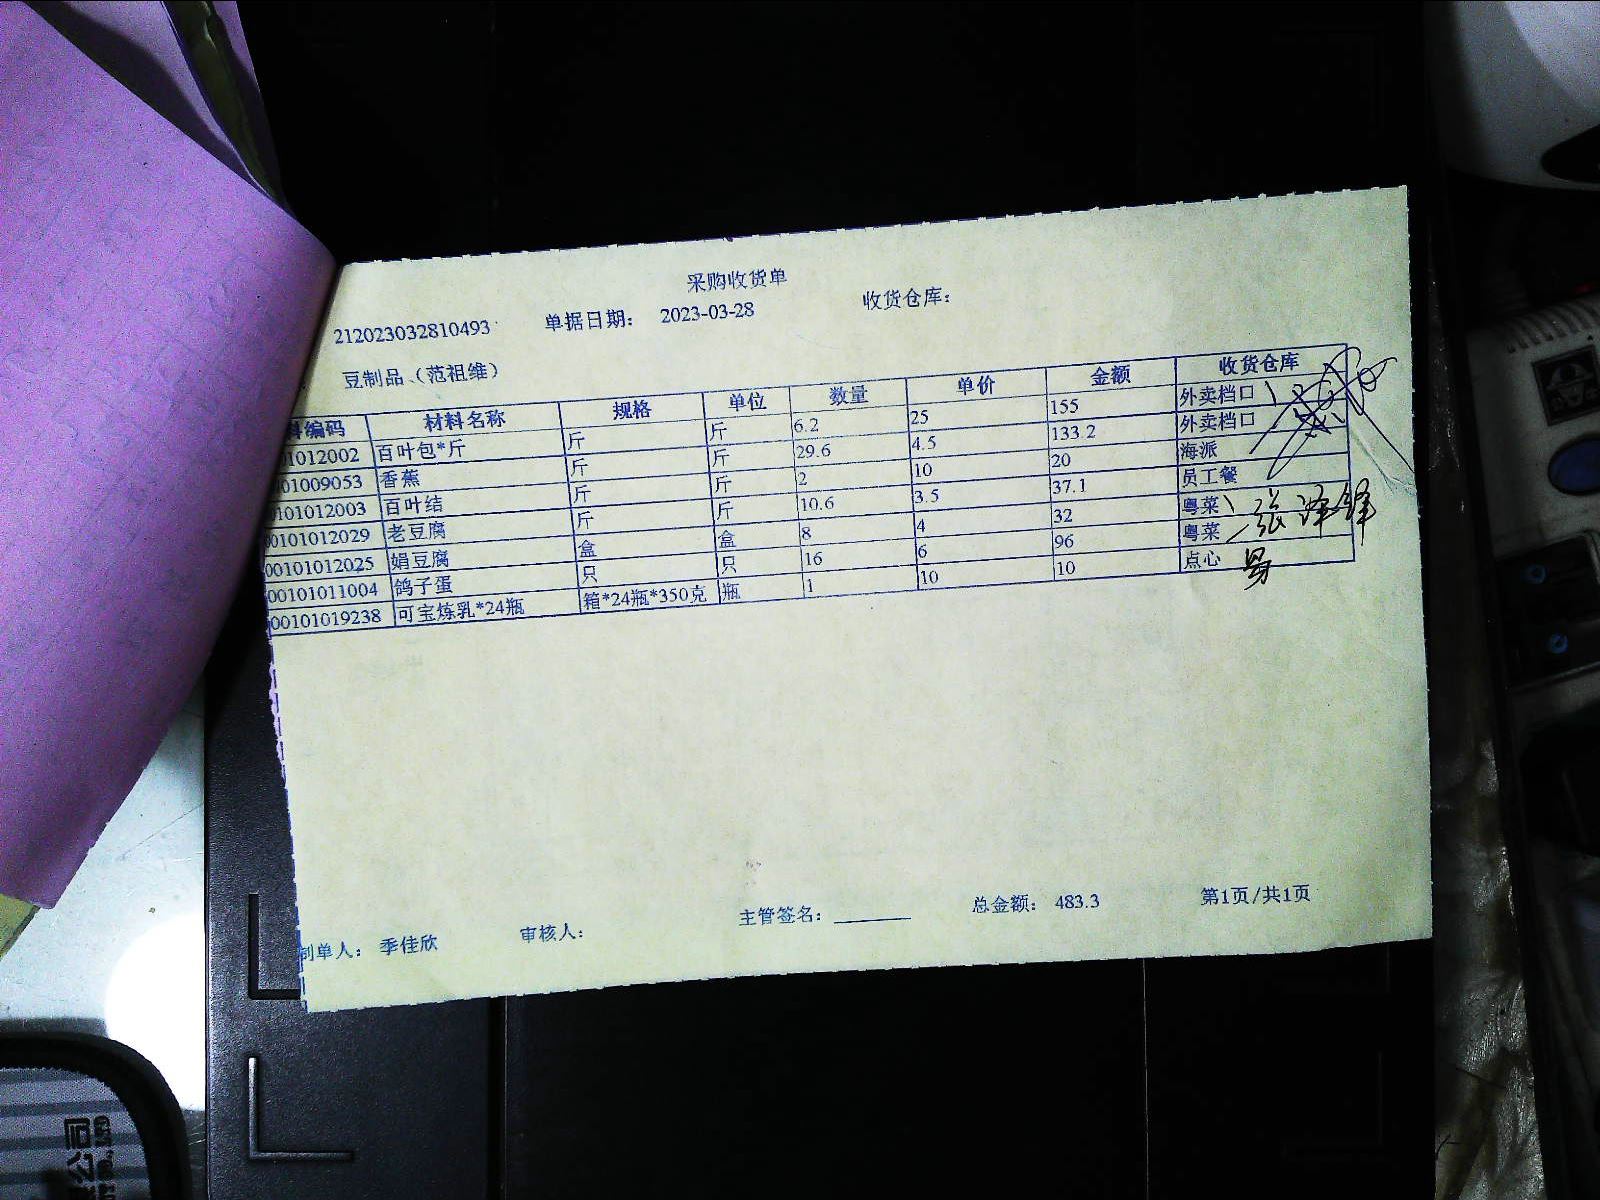 采购收货单
212023032810493 单据日期： 2023-03-28 收货仓库：
豆制品、（范祖维）
料编码 材料名称 规格 单位 数量 单价 金额 收货仓库
01012002 百叶包*斤 斤 斤 6.2 25 155 外卖档口
01009053 香蕉 斤 斤 29.6 4.5 133.2 外卖档口
0101012003 百叶结 斤 斤 2 10 20 海派
00101012029 老豆腐 斤 斤 10.6 3.5 37.1 员工餐
00101012025 娟豆腐 盒 盒 8 4 32 粤菜
00101011004 鸽子蛋 只 只 16 6 96 粤菜
00101019238 可宝炼乳*24瓶 箱*24瓶*350克 瓶 1 10 10 点心
制单人： 季佳欣 审核人： 主管签名： 总金额： 483.3 第1页/共1页